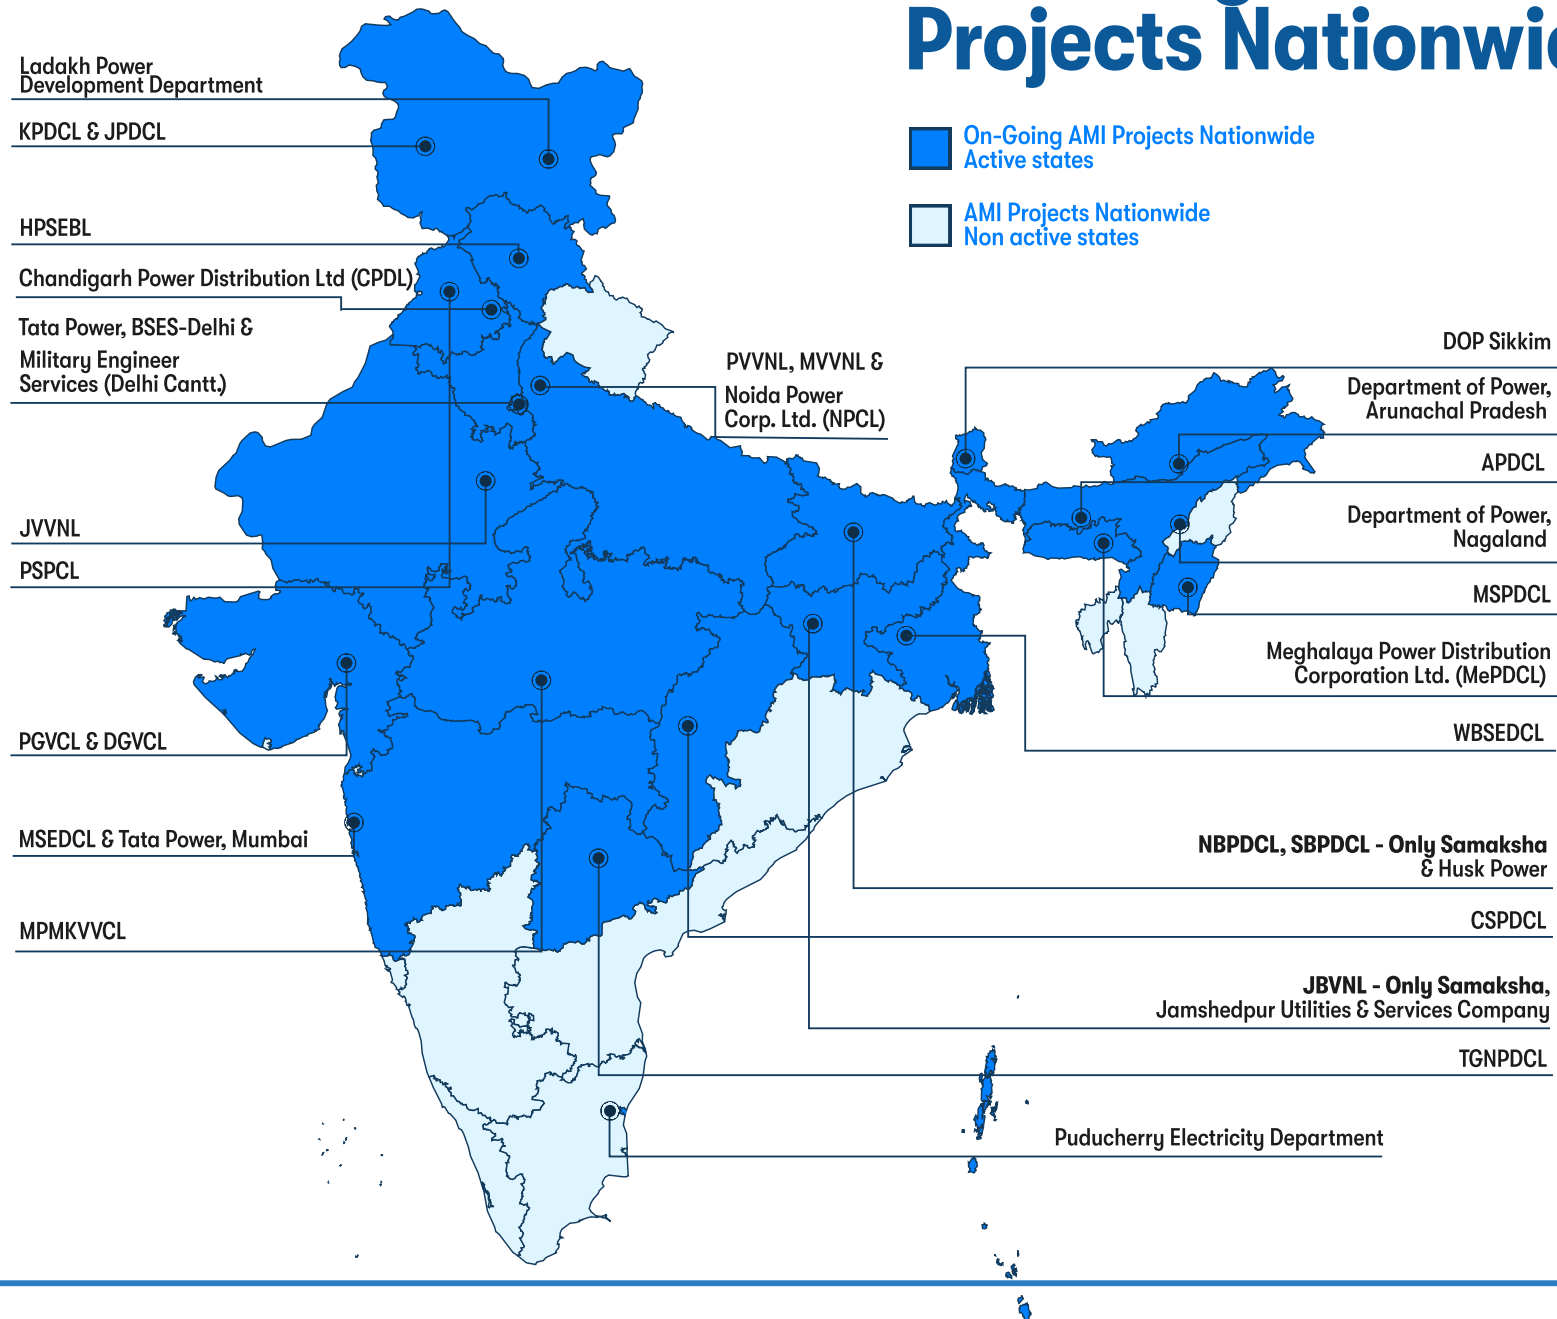 Projects Nationwi
On-Going AMI Projects Nationwide
Active states
AMI Projects Nationwide
Non active states
Ladakh Power
Development Department
KPDCL & JPDCL
HPSEBL
Chandigarh Power Distribution Ltd (CPDL)
Tata Power, BSES-Delhi &
Military Engineer
Services (Delhi Cantt.)
JVVNL
PSPCL
PGVCL & DGVCL
MSEDCL & Tata Power, Mumbai
MPMKVVCL
PVVNL, MVVNL &
Noida Power
Corp. Ltd. (NPCL)
DOP Sikkim
Department of Power,
Arunachal Pradesh
APDCL
Department of Power,
Nagaland
MSPDCL
Meghalaya Power Distribution
Corporation Ltd. (MePDCL)
WBSEDCL
NBPDCL, SBPDCL - Only Samaksha
& Husk Power
CSPDCL
JBVNL - Only Samaksha,
Jamshedpur Utilities & Services Company
TGNPDCL
Puducherry Electricity Department